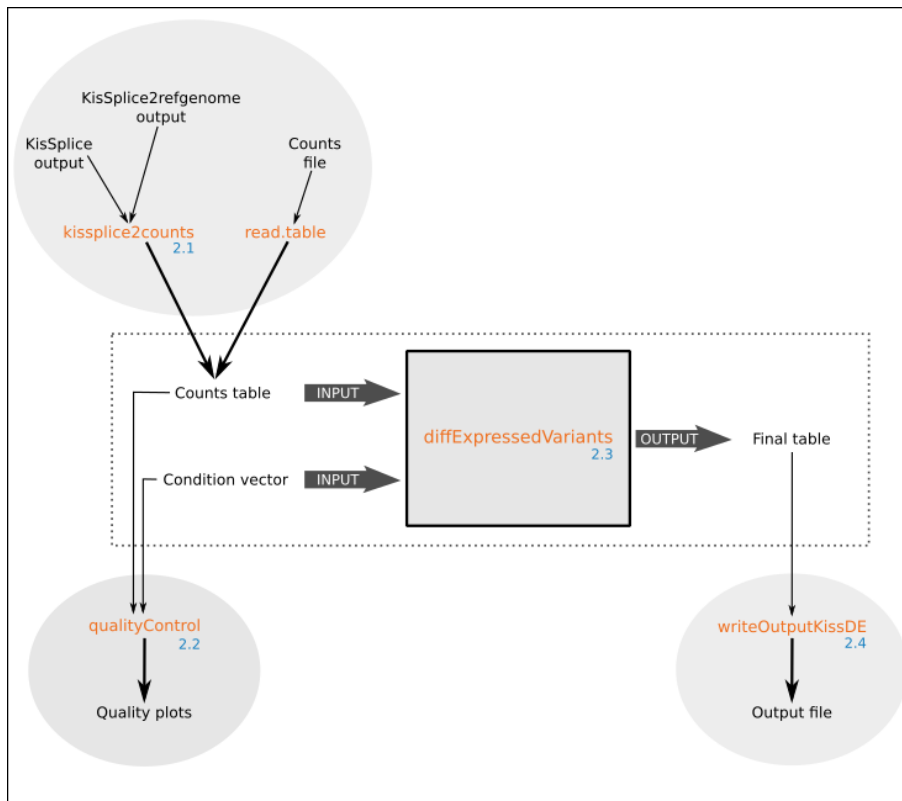 KisSplice2refgenome
output
KisSplice
output
Counts
file
kissplice2counts
2.1
read.table
Counts table
INPUT
diffExpressedVariants
2.3
OUTPUT
Final table
Condition vector
INPUT
qualityControl
2.2
Quality plots
writeOutputKissDE
2.4
Output file